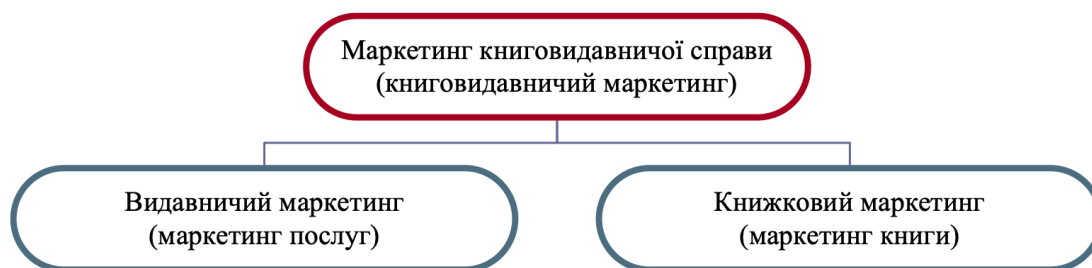 Маркетинг книговидавничої справи
(книговидавничий маркетинг)
Видавничий маркетинг
(маркетинг послуг)
Книжковий маркетинг
(маркетинг книги)